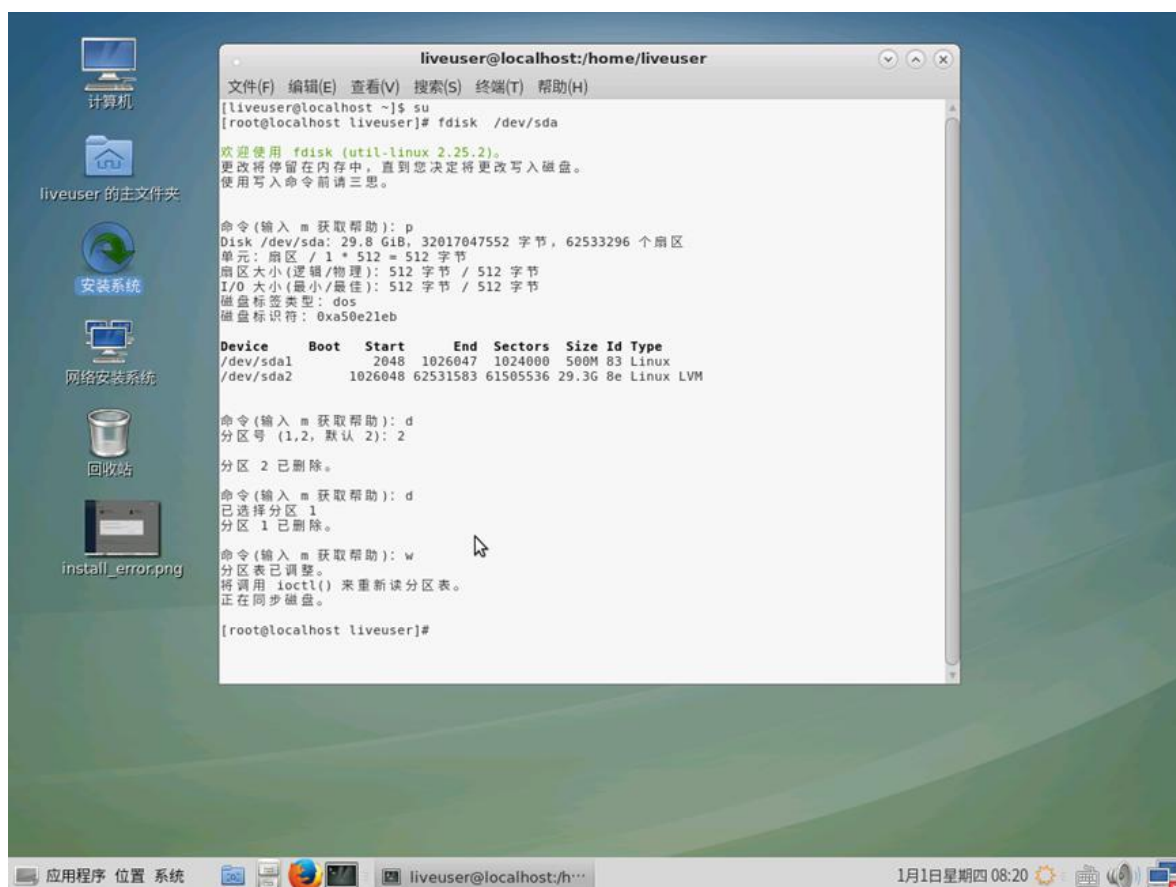 计算机
liveuser 的主文件夹
安装系统
网络安装系统
回收站
install_error.png
liveuser@localhost:/home/liveuser
文件(F) 编辑(E) 查看(V) 搜索(S) 终端(T) 帮助(H)
[liveuser@localhost ~]$ su
[root@localhost liveuser]# fdisk  /dev/sda
欢迎使用 fdisk (util-linux 2.25.2)。
更改将停留在内存中，直到您决定将更改写入磁盘。
使用写入命令前请三思。
命令(输入 m 获取帮助)：p
Disk /dev/sda：29.8 GiB，32017047552 字节，62533296 个扇区
单元：扇区 / 1 * 512 = 512 字节
扇区大小(逻辑/物理)：512 字节 / 512 字节
I/O 大小(最小/最佳)：512 字节 / 512 字节
磁盘标签类型：dos
磁盘标识符：0xa50e21eb
Device     Boot   Start      End  Sectors  Size Id Type
/dev/sda1          2048  1026047  1024000  500M 83 Linux
/dev/sda2       1026048 62531583 61505536 29.3G 8e Linux LVM
命令(输入 m 获取帮助)：d
分区号 (1,2, 默认 2)：2
分区 2 已删除。
命令(输入 m 获取帮助)：d
已选择分区 1
分区 1 已删除。
命令(输入 m 获取帮助)：w
分区表已调整。
将调用 ioctl() 来重新读分区表。
正在同步磁盘。
[root@localhost liveuser]#
应用程序 位置 系统 liveuser@localhost:/h··· 1月1日星期四 08:20